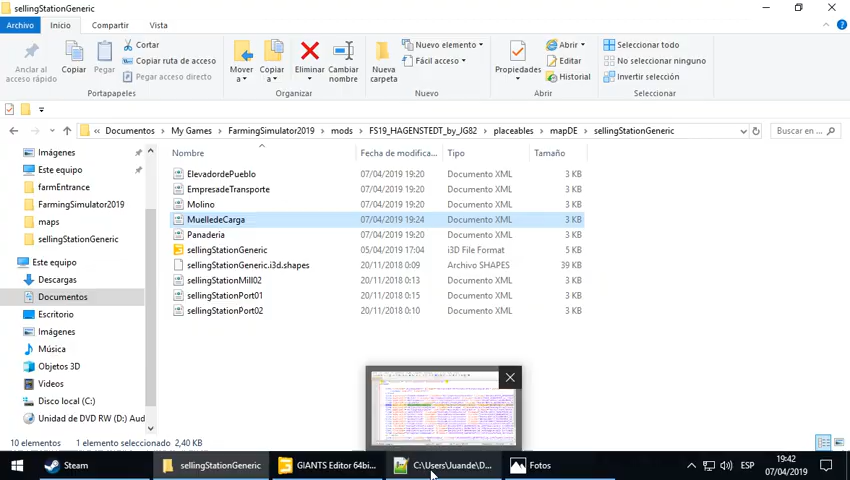 sellingStationGeneric
Archivo Inicio Compartir Vista
Anclar al acceso rápido
Copiar
Pegar
Cortar
Copiar ruta de acceso
Pegar acceso directo
Portapapeles
Mover a
Copiar a
Eliminar
Cambiar nombre
Organizar
Nueva carpeta
Nuevo elemento
Fácil acceso
Nuevo
Propiedades
Abrir
Editar
Historial
Abrir
Seleccionar todo
No seleccionar ninguno
Invertir selección
Seleccionar
« Documentos > My Games > FarmingSimulator2019 > mods > FS19_HAGENSTEDT_by_JG82 > placeables > mapDE > sellingStationGeneric
Buscar en ...
Imágenes
Este equipo
farmEntrance
FarmingSimulator2019
maps
sellingStationGeneric
Este equipo
Descargas
Documentos
Escritorio
Imágenes
Música
Objetos 3D
Videos
Disco local (C:)
Unidad de DVD RW (D:) Aud
Nombre Fecha de modifica... Tipo Tamaño
ElevadordePueblo 07/04/2019 19:20 Documento XML 3 KB
EmpresadeTransporte 07/04/2019 19:20 Documento XML 3 KB
Molino 07/04/2019 19:20 Documento XML 3 KB
MuelledeCarga 07/04/2019 19:24 Documento XML 3 KB
Panaderia 07/04/2019 19:20 Documento XML 3 KB
sellingStationGeneric 05/04/2019 17:04 i3D File Format 5 KB
sellingStationGeneric.i3d.shapes 20/11/2018 0:09 Archivo SHAPES 39 KB
sellingStationMill02 20/11/2018 0:13 Documento XML 3 KB
sellingStationPort01 20/11/2018 0:15 Documento XML 3 KB
sellingStationPort02 20/11/2018 0:10 Documento XML 3 KB
10 elementos 1 elemento seleccionado 2,40 KB
Steam
sellingStationGeneric
GIANTS Editor 64bi...
C:\Users\Juande\D...
Fotos
ESP
19:42
07/04/2019